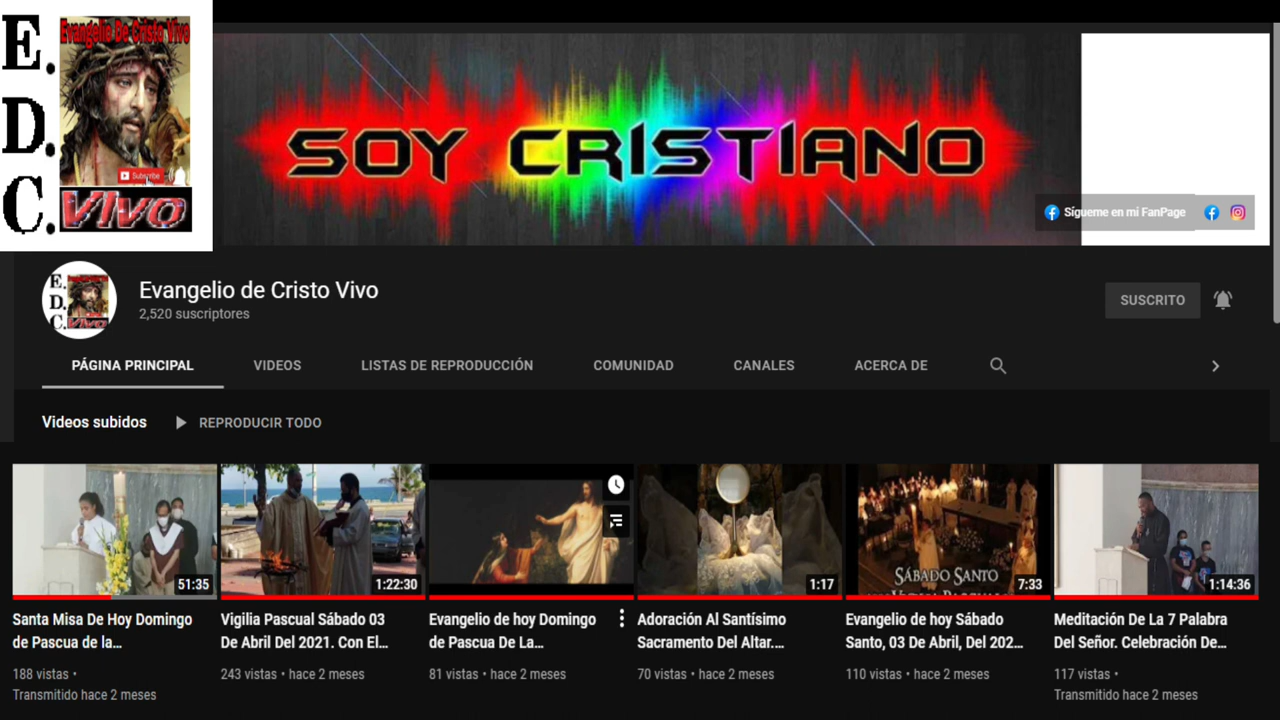 E.
D.
C.
Evangelio De Cristo Vivo
Subscribe
VIvo
SOY CRISTIANO
Sígueme en mi FanPage
E.
D.
C.
VIvo
Evangelio de Cristo Vivo
2,520 suscriptores
SUSCRITO
PÁGINA PRINCIPAL
VIDEOS
LISTAS DE REPRODUCCIÓN
COMUNIDAD
CANALES
ACERCA DE
Videos subidos
REPRODUCIR TODO
51:35
1:22:30
1:17
SÁBADO SANTO
7:33
1:14:36
Santa Misa De Hoy Domingo
de Pascua de la...
188 vistas •
Transmitido hace 2 meses
Vigilia Pascual Sábado 03
De Abril Del 2021. Con El...
243 vistas • hace 2 meses
Evangelio de hoy Domingo
de Pascua De La...
81 vistas • hace 2 meses
Adoración Al Santísimo
Sacramento Del Altar....
70 vistas • hace 2 meses
Evangelio de hoy Sábado
Santo, 03 De Abril, Del 202...
110 vistas • hace 2 meses
Meditación De La 7 Palabra
Del Señor. Celebración De...
117 vistas •
Transmitido hace 2 meses